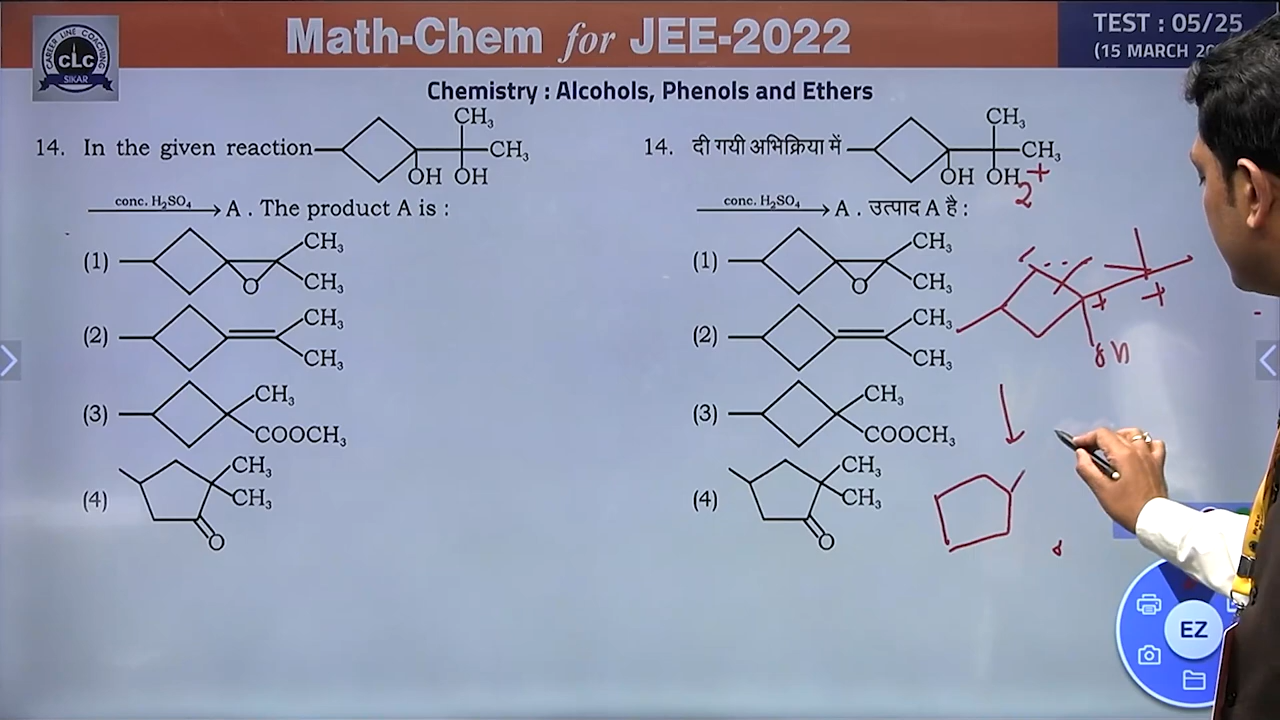 CAREER LINE COACHING
CLC
SIKAR
Math-Chem for JEE-2022
TEST : 05/25
(15 MARCH 20
Chemistry : Alcohols, Phenols and Ethers
14. In the given reaction
CH₃
CH₃
OH OH
conc. H₂SO₄
A . The product A is :
(1) CH₃
CH₃
O
(2) CH₃
CH₃
(3) CH₃
COOCH₃
(4) CH₃
CH₃
O
14. दी गयी अभिक्रिया में
CH₃
CH₃
OH OH
2 +
conc. H₂SO₄
A . उत्पाद A है :
(1) CH₃
CH₃
O
(2) CH₃
CH₃
(3) CH₃
COOCH₃
(4) CH₃
CH₃
O
+ +
EZ